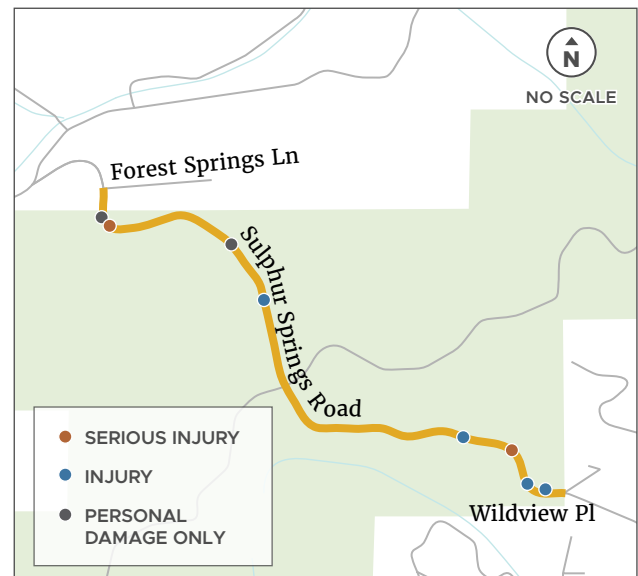 N
NO SCALE
Forest Springs Ln
Sulphur Springs Road
SERIOUS INJURY
INJURY
PERSONAL
DAMAGE ONLY
Wildview Pl